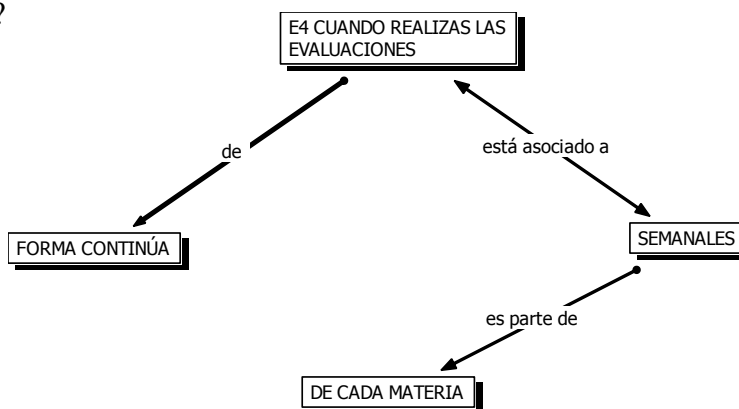 ?
E4 CUANDO REALIZAS LAS
EVALUACIONES
de
está asociado a
FORMA CONTINÚA
SEMANALES
es parte de
DE CADA MATERIA